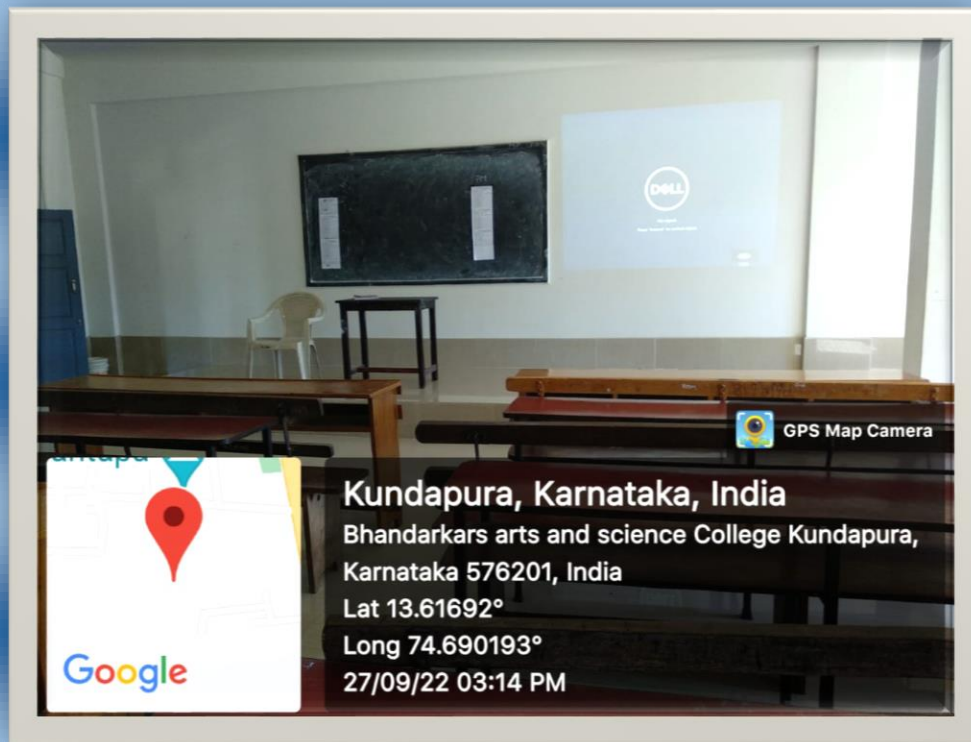 DELL
GPS Map Camera
Kundapura, Karnataka, India
Bhandarkars arts and science College Kundapura,
Karnataka 576201, India
Lat 13.61692°
Long 74.690193°
27/09/22 03:14 PM
Google